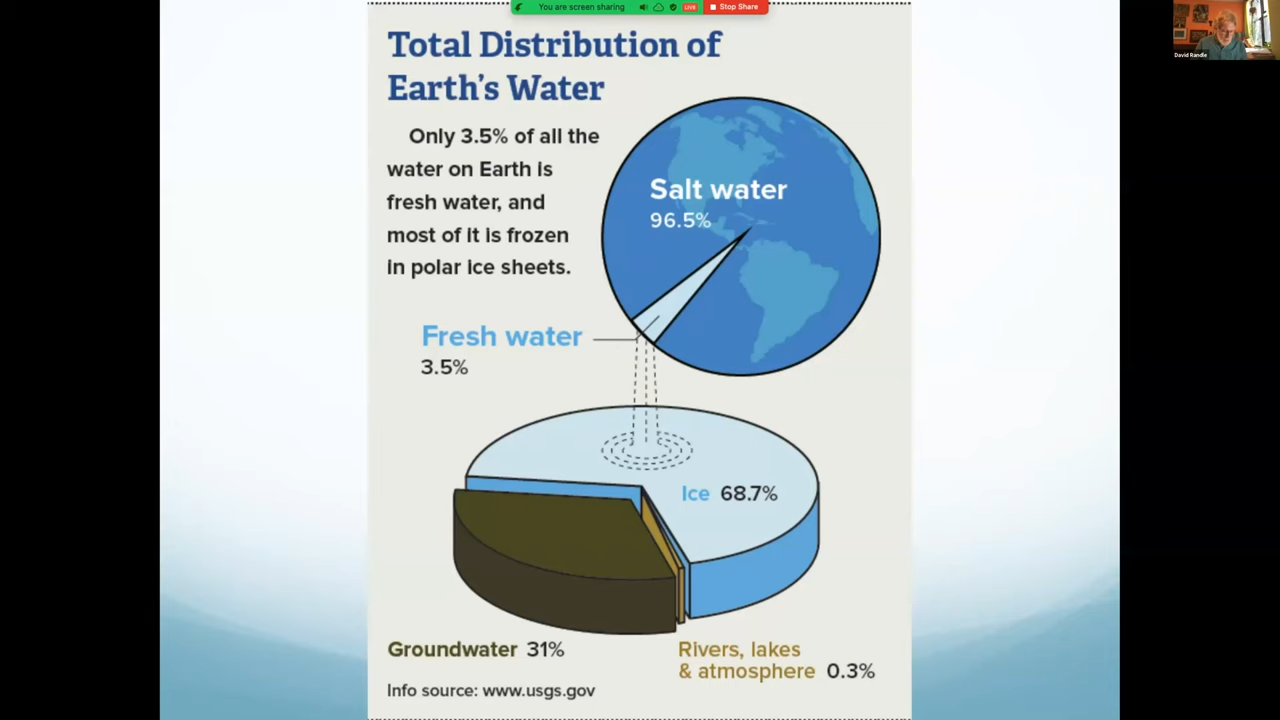 You are screen sharing
LIVE
Stop Share
David Randle
Total Distribution of
Earth's Water
Only 3.5% of all the
water on Earth is
fresh water, and
most of it is frozen
in polar ice sheets.
Salt water
96.5%
Fresh water
3.5%
Ice 68.7%
Groundwater 31%
Rivers, lakes
& atmosphere 0.3%
Info source: www.usgs.gov